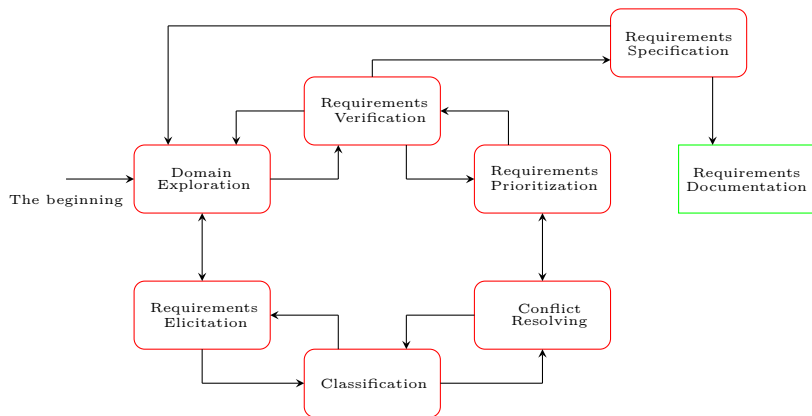 Requirements
Specification
Requirements
Verification
Domain
Exploration
Requirements
Prioritization
Requirements
Documentation
The beginning
Requirements
Elicitation
Conflict
Resolving
Classification